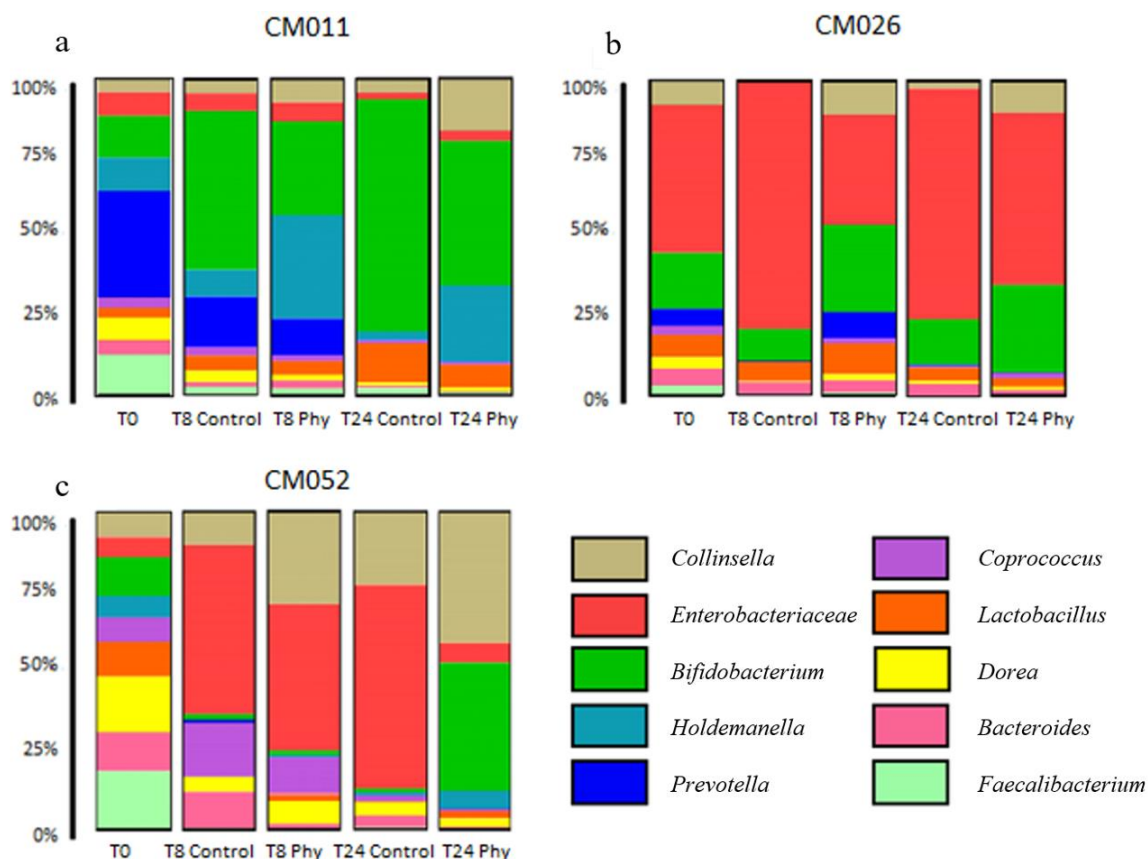 a
CM011
100%
75%
50%
25%
0%
T0 T8 Control T8 Phy T24 Control T24 Phy
b
CM026
100%
75%
50%
25%
0%
T0 T8 Control T8 Phy T24 Control T24 Phy
c
CM052
100%
75%
50%
25%
0%
T0 T8 Control T8 Phy T24 Control T24 Phy
Collinsella
Enterobacteriaceae
Bifidobacterium
Holdemanella
Prevotella
Coprococcus
Lactobacillus
Dorea
Bacteroides
Faecalibacterium